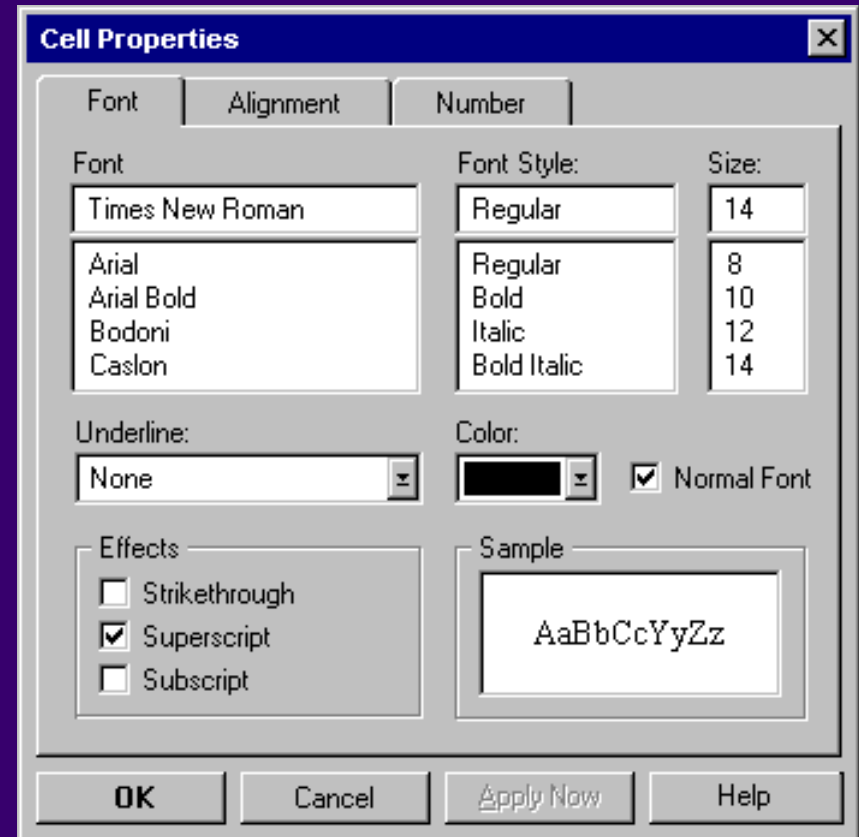 Cell Properties
Font Alignment Number
Font Font Style: Size:
Times New Roman Regular 14
Arial Regular 8
Arial Bold Bold 10
Bodoni Italic 12
Caslon Bold Italic 14
Underline: Color:
None Normal Font
Effects Sample
Strikethrough
Superscript AaBbCcYyZz
Subscript
OK Cancel Apply Now Help